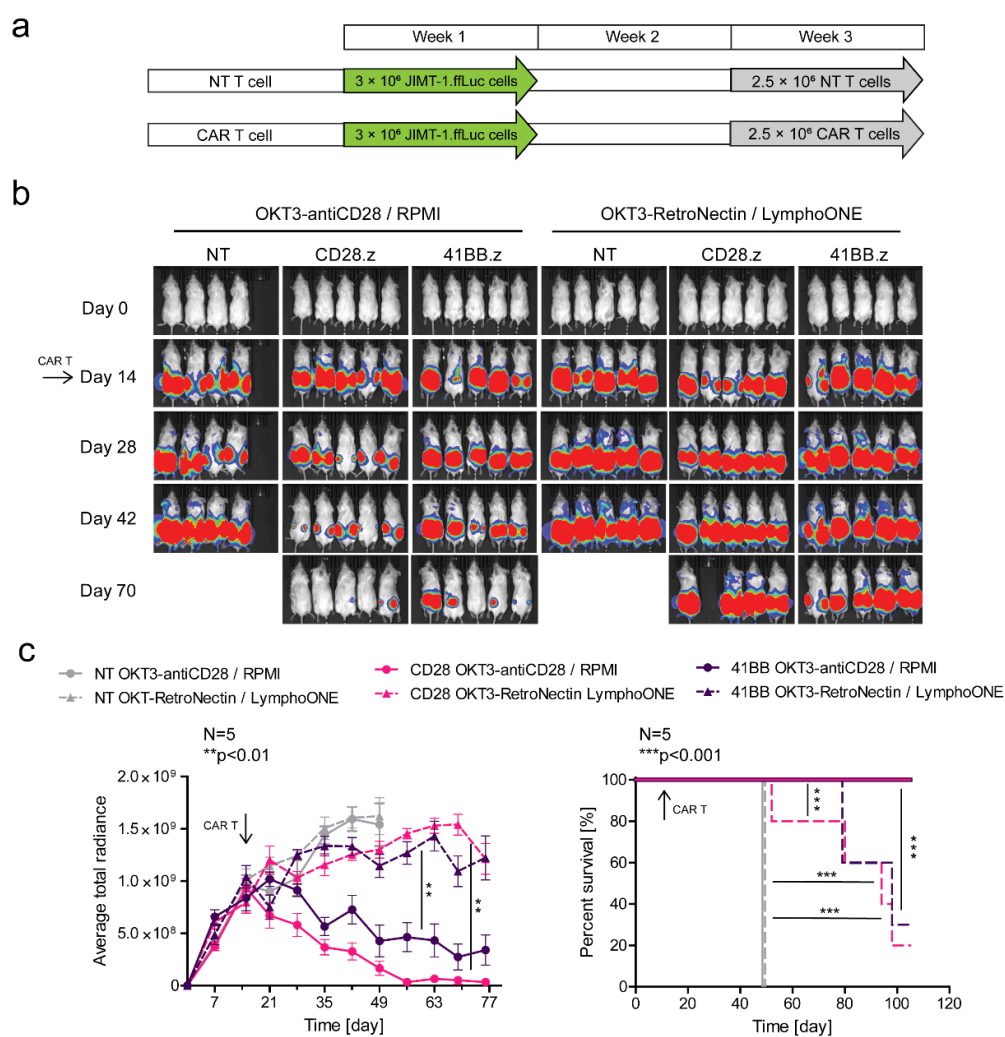 a
Week 1 Week 2 Week 3
NT T cell 3 × 10⁶ JIMT-1.ffLuc cells 2.5 × 10⁶ NT T cells
CAR T cell 3 × 10⁶ JIMT-1.ffLuc cells 2.5 × 10⁶ CAR T cells
b
OKT3-antiCD28 / RPMI OKT3-RetroNectin / LymphoONE
NT CD28.z 41BB.z NT CD28.z 41BB.z
Day 0
CAR T
Day 14
Day 28
Day 42
Day 70
c
NT OKT3-antiCD28 / RPMI CD28 OKT3-antiCD28 / RPMI 41BB OKT3-antiCD28 / RPMI
NT OKT-RetroNectin / LymphoONE CD28 OKT3-RetroNectin LymphoONE 41BB OKT3-RetroNectin / LymphoONE
N=5
**p<0.01
Average total radiance
2.0×10⁹
1.5×10⁹
1.0×10⁹
5.0×10⁸
0
CAR T
**
**
7 21 35 49 63 77
Time [day]
N=5
***p<0.001
Percent survival [%]
100
80
60
40
20
CAR T
***
***
***
***
0 20 40 60 80 100 120
Time [day]